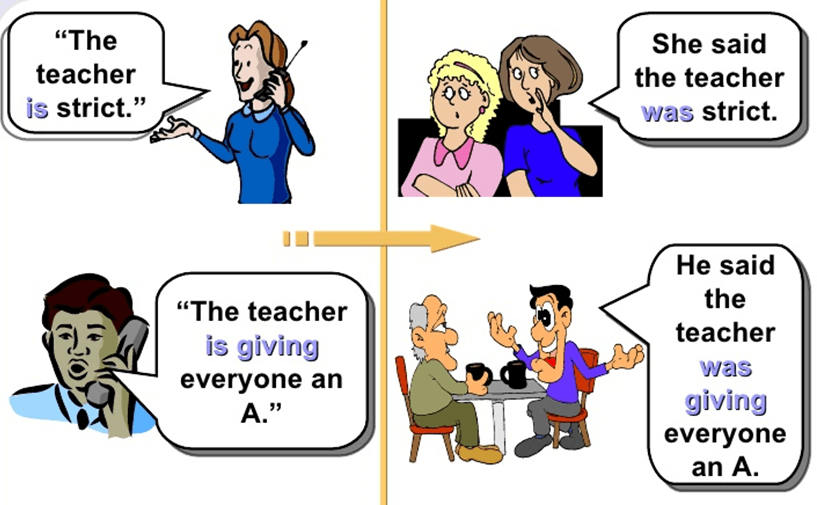 “The
teacher
is strict.”
She said
the teacher
was strict.
“The teacher
is giving
everyone an
A.”
He said
the
teacher
was
giving
everyone
an A.